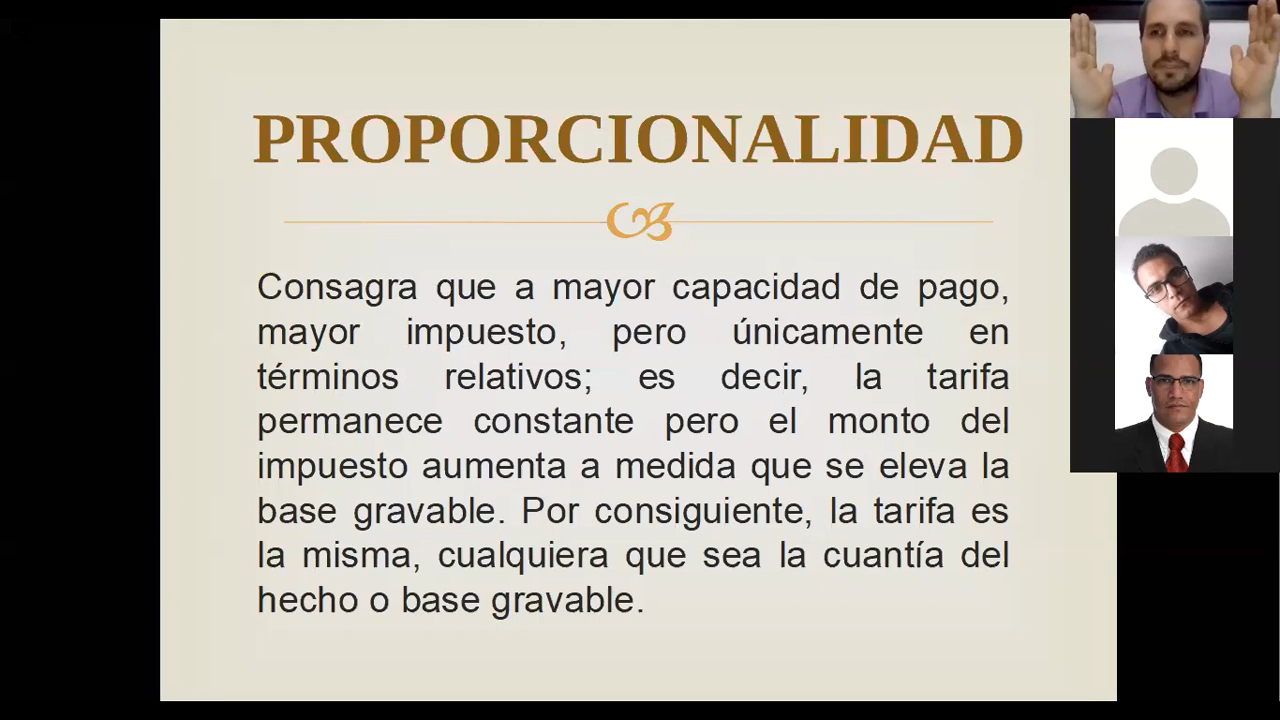 PROPORCIONALIDAD
Consagra que a mayor capacidad de pago,
mayor impuesto, pero únicamente en
términos relativos; es decir, la tarifa
permanece constante pero el monto del
impuesto aumenta a medida que se eleva la
base gravable. Por consiguiente, la tarifa es
la misma, cualquiera que sea la cuantía del
hecho o base gravable.